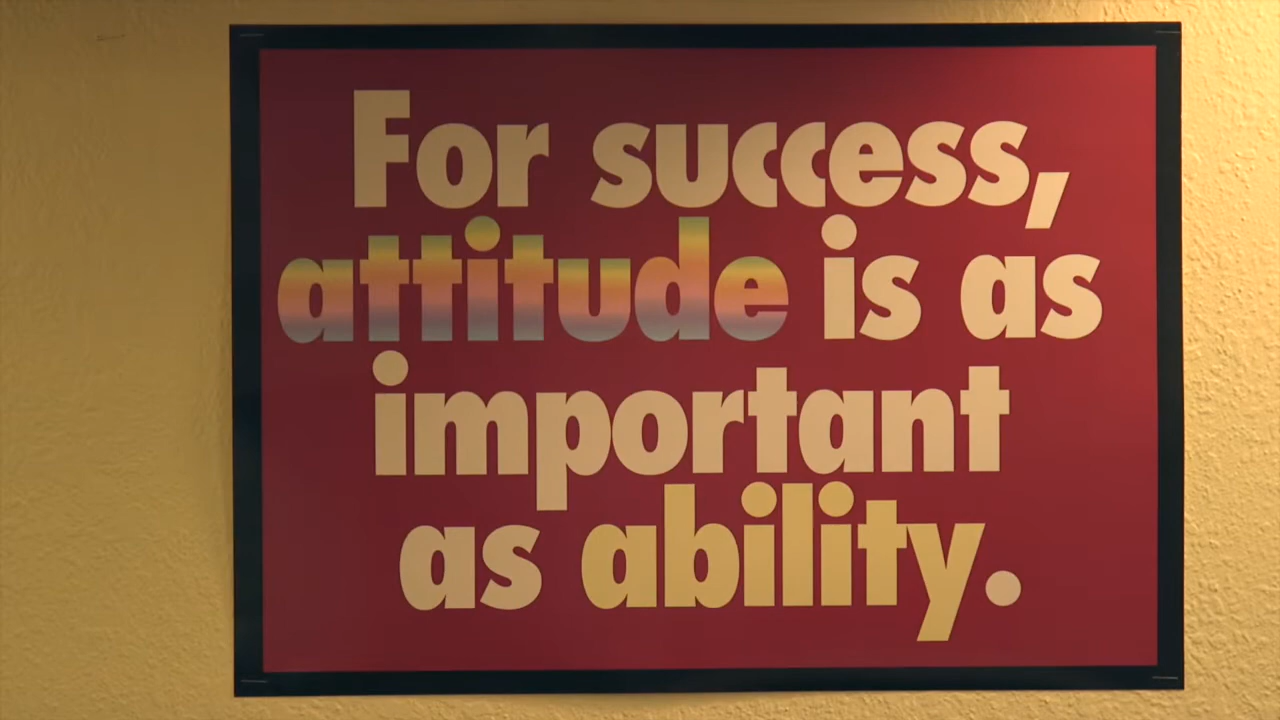 For success,
attitude is as
important
as ability.